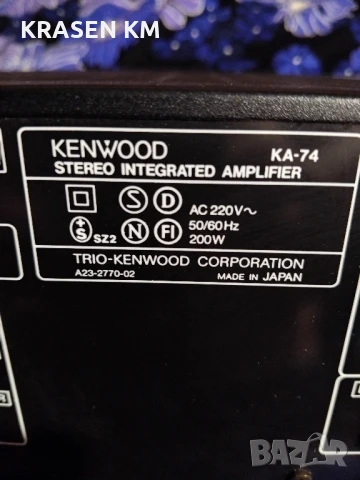 KRASEN KM
KENWOOD KA-74
STEREO INTEGRATED AMPLIFIER
S D AC 220V~
50/60Hz
S SZ2 N FI 200W
TRIO-KENWOOD CORPORATION
A23-2770-02 MADE IN JAPAN
BAZAR